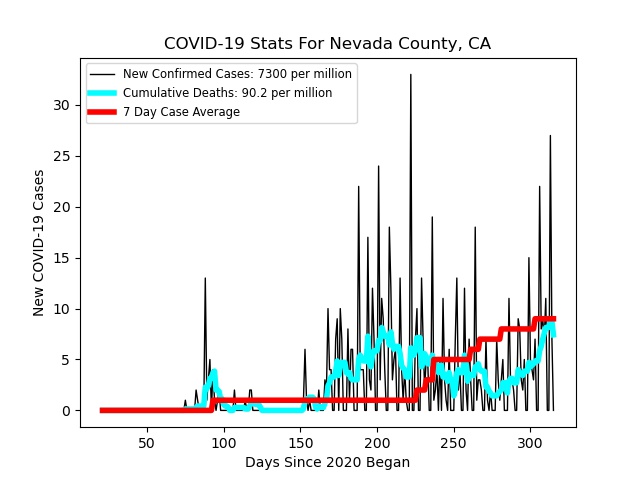 COVID-19 Stats For Nevada County, CA
New Confirmed Cases: 7300 per million
Cumulative Deaths: 90.2 per million
7 Day Case Average
New COVID-19 Cases
30
25
20
15
10
5
0
50 100 150 200 250 300
Days Since 2020 Began